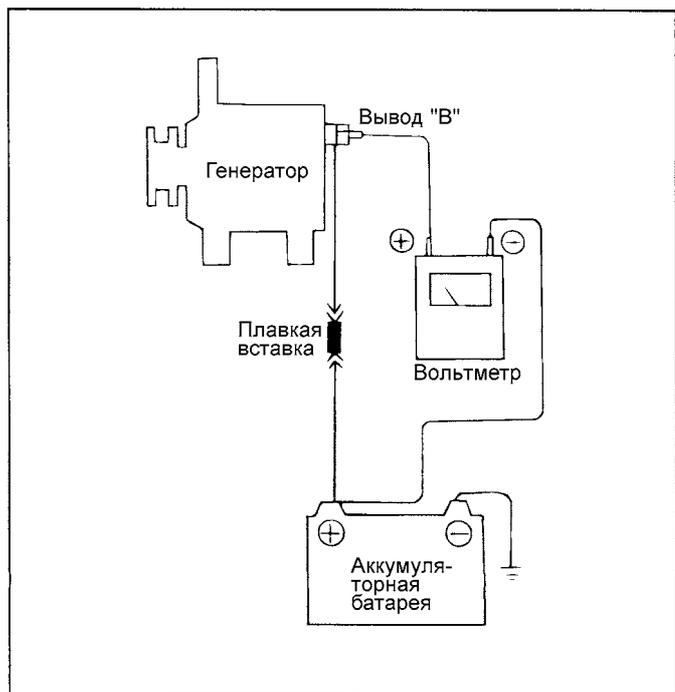 Вывод "В"
Генератор
+
−
Плавкая
вставка
Вольтметр
+
−
Аккумуля-
торная
батарея